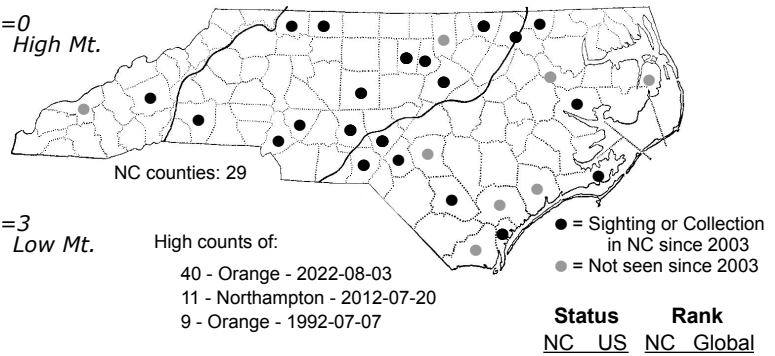 =0
High Mt.
NC counties: 29
=3
Low Mt.
High counts of:
40 - Orange - 2022-08-03
11 - Northampton - 2012-07-20
9 - Orange - 1992-07-07
= Sighting or Collection
in NC since 2003
= Not seen since 2003
Status Rank
NC US NC Global